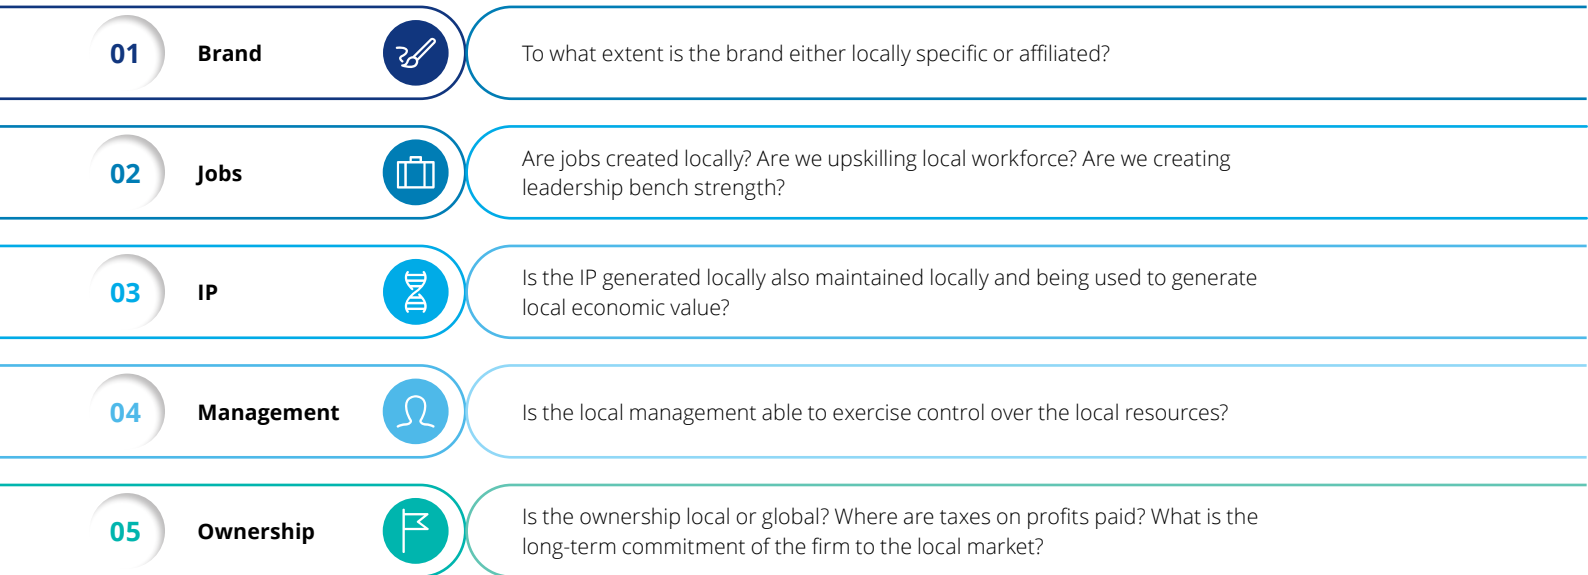 01
Brand
To what extent is the brand either locally specific or affiliated?
02
Jobs
Are jobs created locally? Are we upskilling local workforce? Are we creating
leadership bench strength?
03
IP
Is the IP generated locally also maintained locally and being used to generate
local economic value?
04
Management
Is the local management able to exercise control over the local resources?
05
Ownership
Is the ownership local or global? Where are taxes on profits paid? What is the
long-term commitment of the firm to the local market?